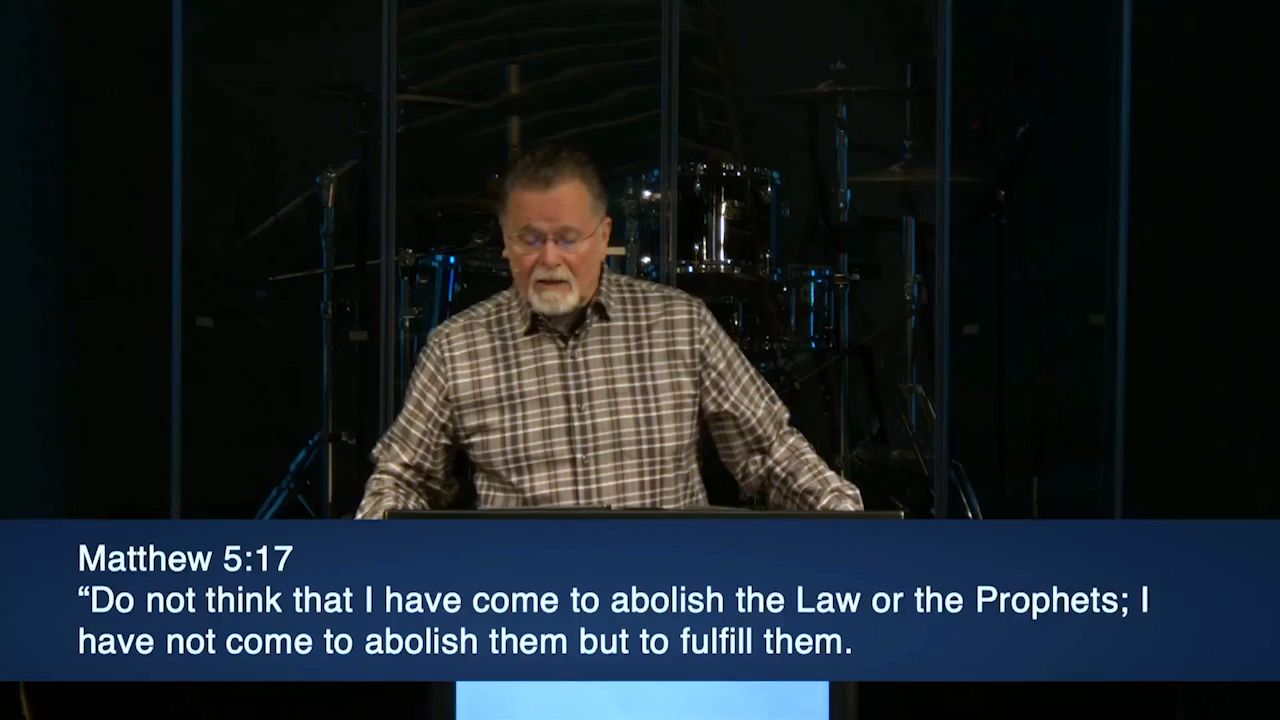 Matthew 5:17
“Do not think that I have come to abolish the Law or the Prophets; I
have not come to abolish them but to fulfill them.